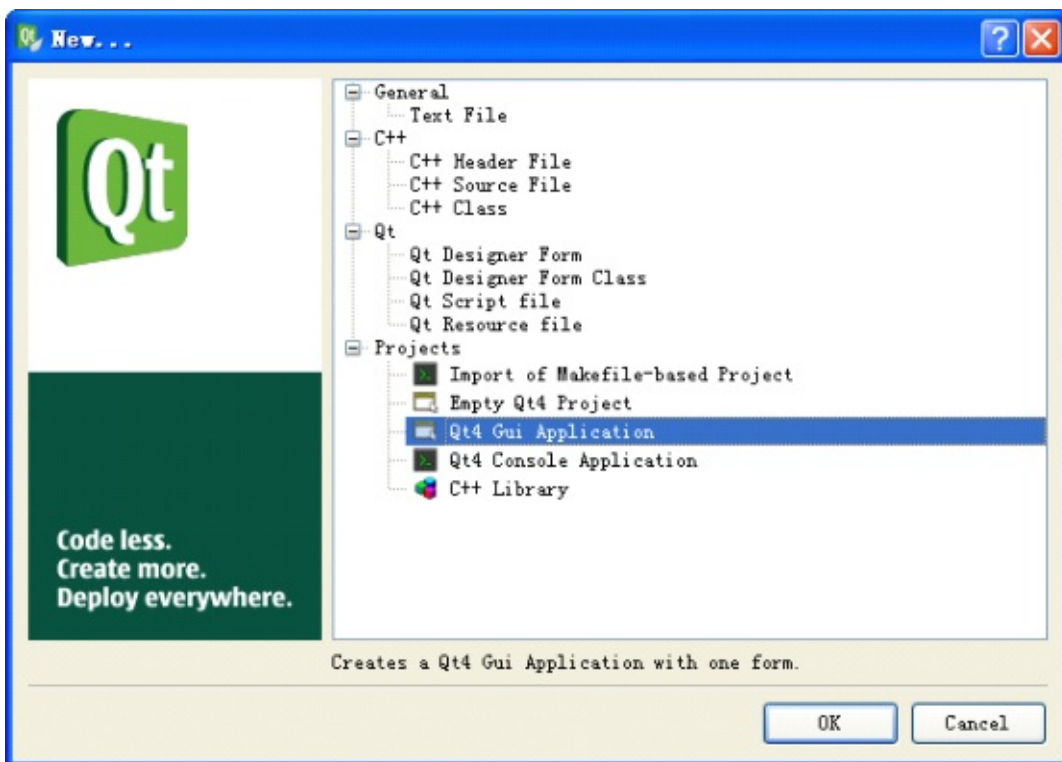 New...
Qt
Code less.
Create more.
Deploy everywhere.
General
Text File
C++
C++ Header File
C++ Source File
C++ Class
Qt
Qt Designer Form
Qt Designer Form Class
Qt Script file
Qt Resource file
Projects
Import of Makefile-based Project
Empty Qt4 Project
Qt4 Gui Application
Qt4 Console Application
C++ Library
Creates a Qt4 Gui Application with one form.
OK Cancel